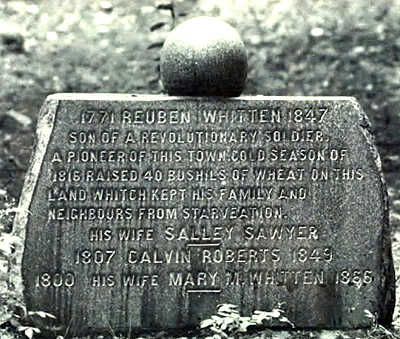 1771 REUBEN WHITTEN 1847
SON OF A REVOLUTIONARY SOLDIER.
A PIONEER OF THIS TOWN. COLD SEASON OF
1816 RAISED 40 BUSHILS OF WHEAT ON THIS
LAND WHITCH KEPT HIS FAMILY AND
NEIGHBOURS FROM STARVEATION.
HIS WIFE SALLEY SAWYER
1807 CALVIN ROBERTS 1849
1800 HIS WIFE MARY M. WHITTEN 1855